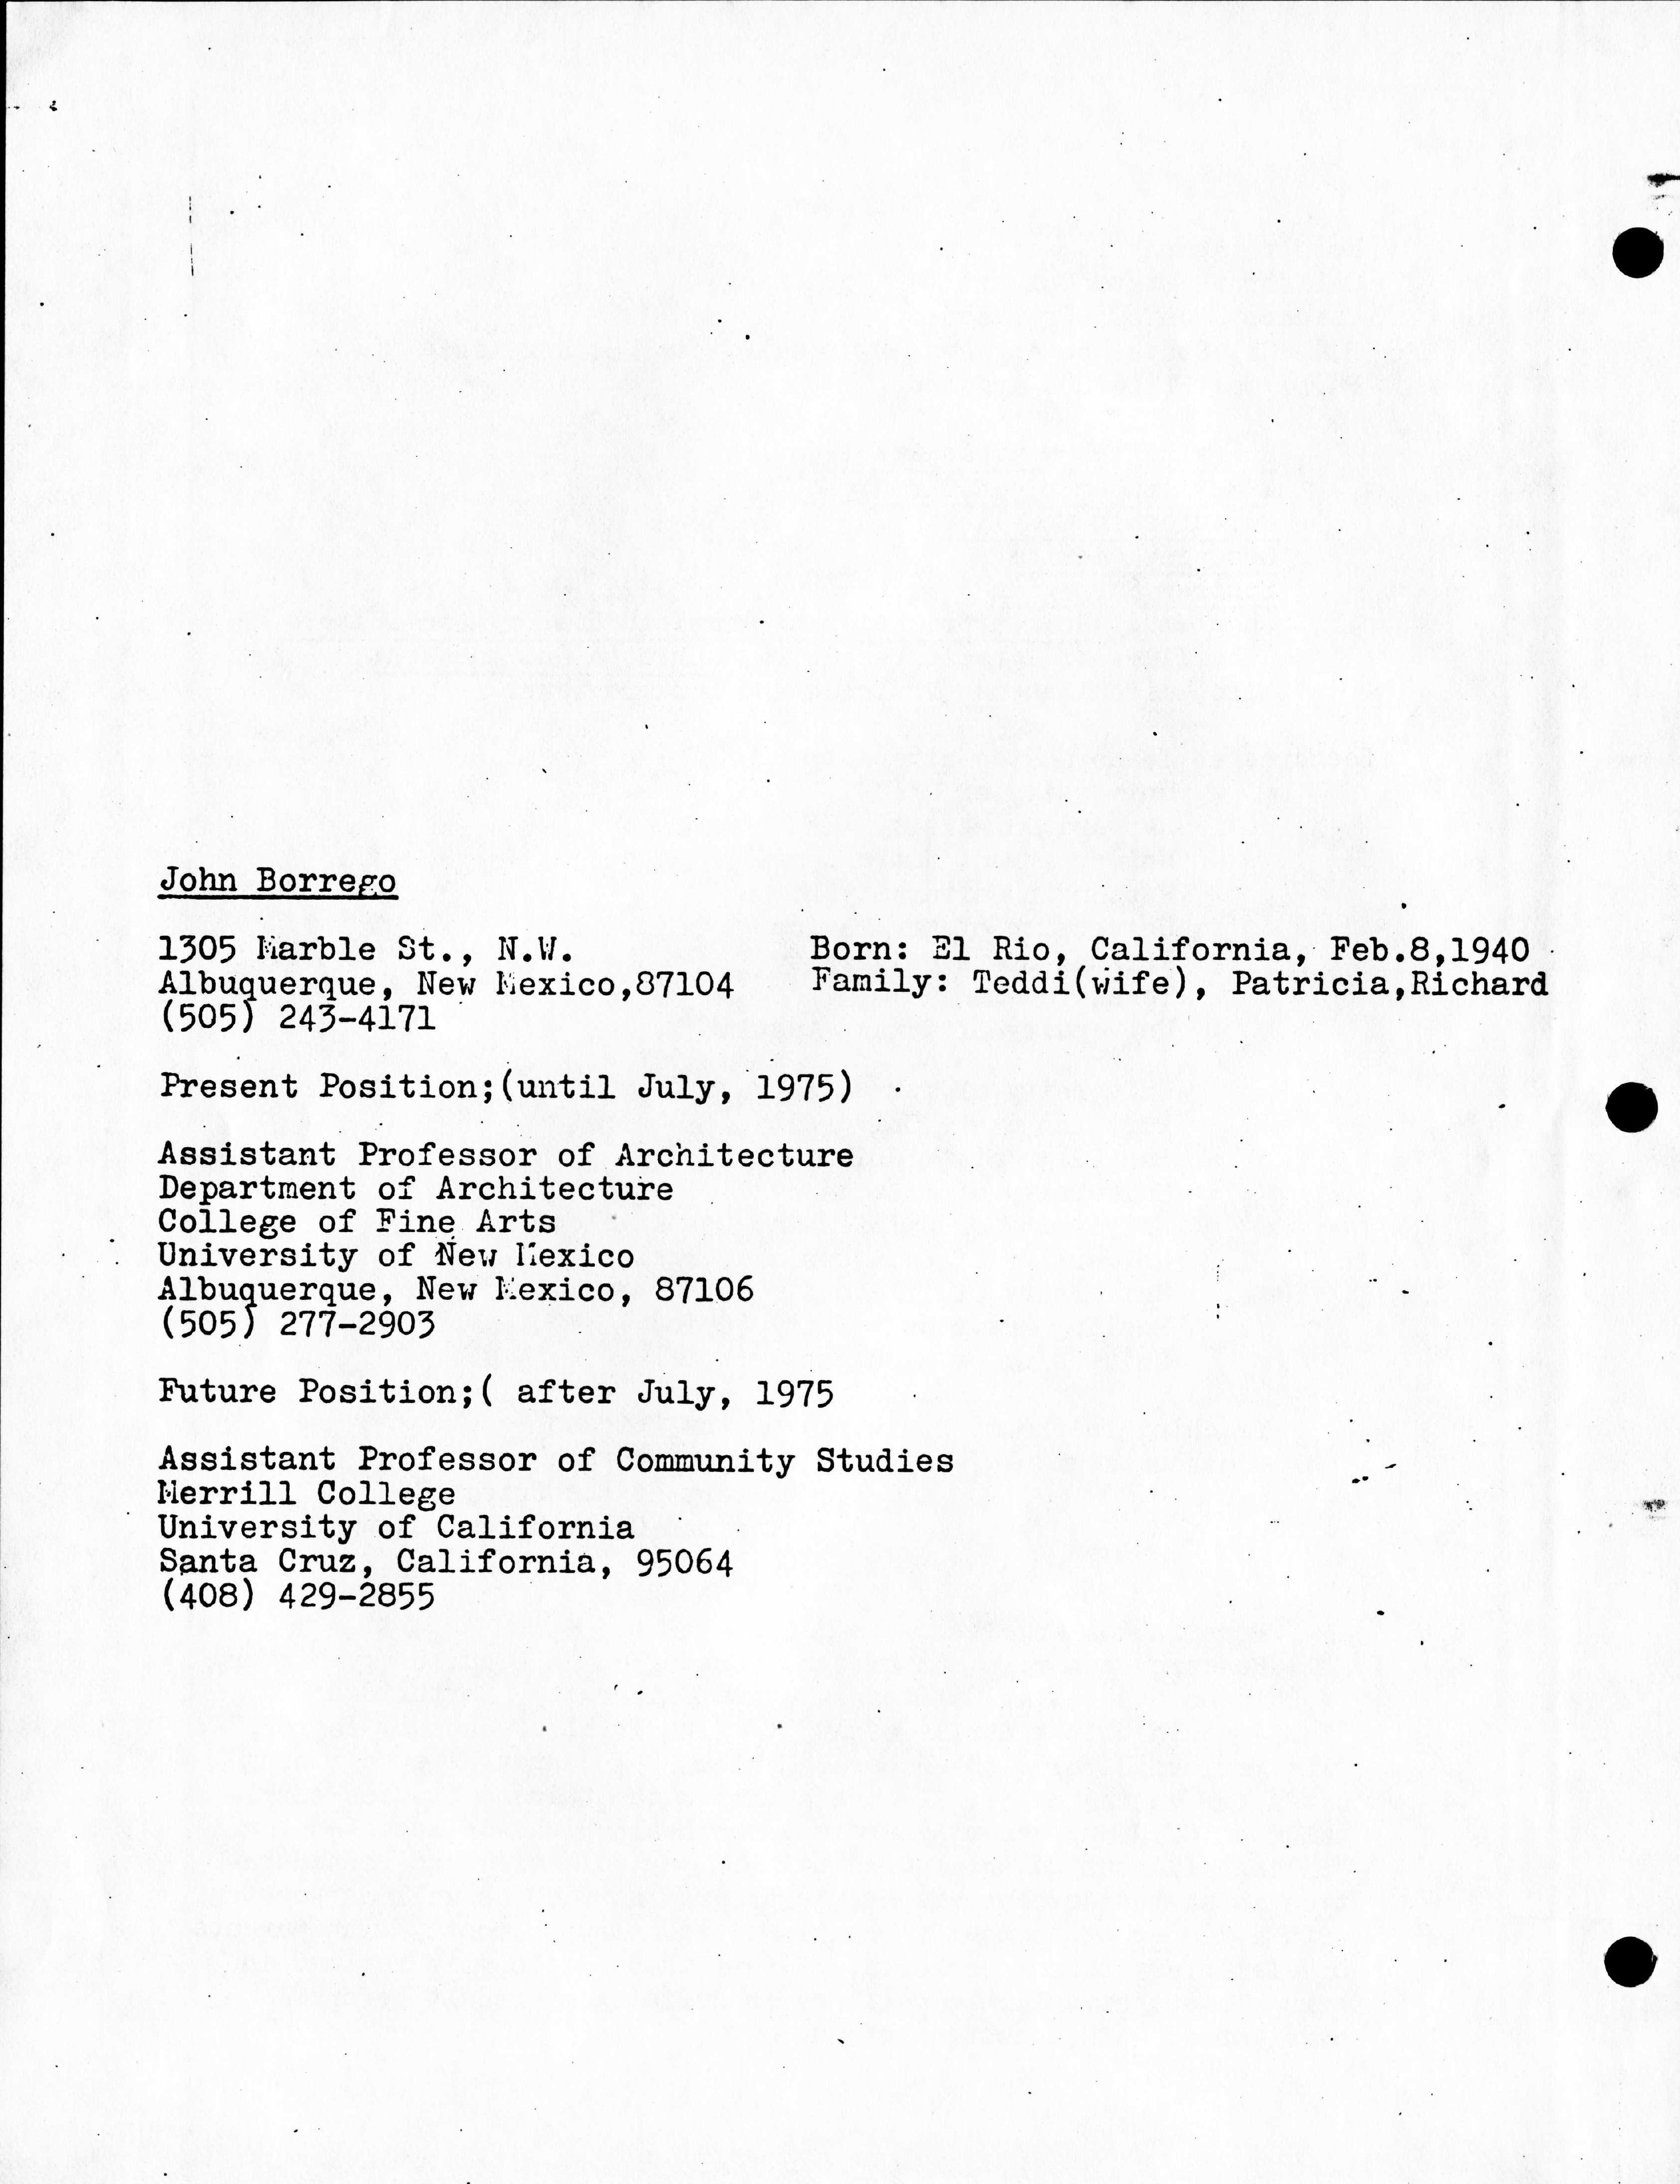 John Borrego
1305 Marble St., N.W.
Albuquerque, New Mexico,87104
(505) 243-4171
Born: El Rio, California, Feb.8,1940
Family: Teddi(wife), Patricia,Richard
Present Position;(until July, 1975)
Assistant Professor of Architecture
Department of Architecture
College of Fine Arts
University of New Mexico
Albuquerque, New Mexico, 87106
(505) 277-2903
Future Position;( after July, 1975
Assistant Professor of Community Studies
Merrill College
University of California
Santa Cruz, California, 95064
(408) 429-2855